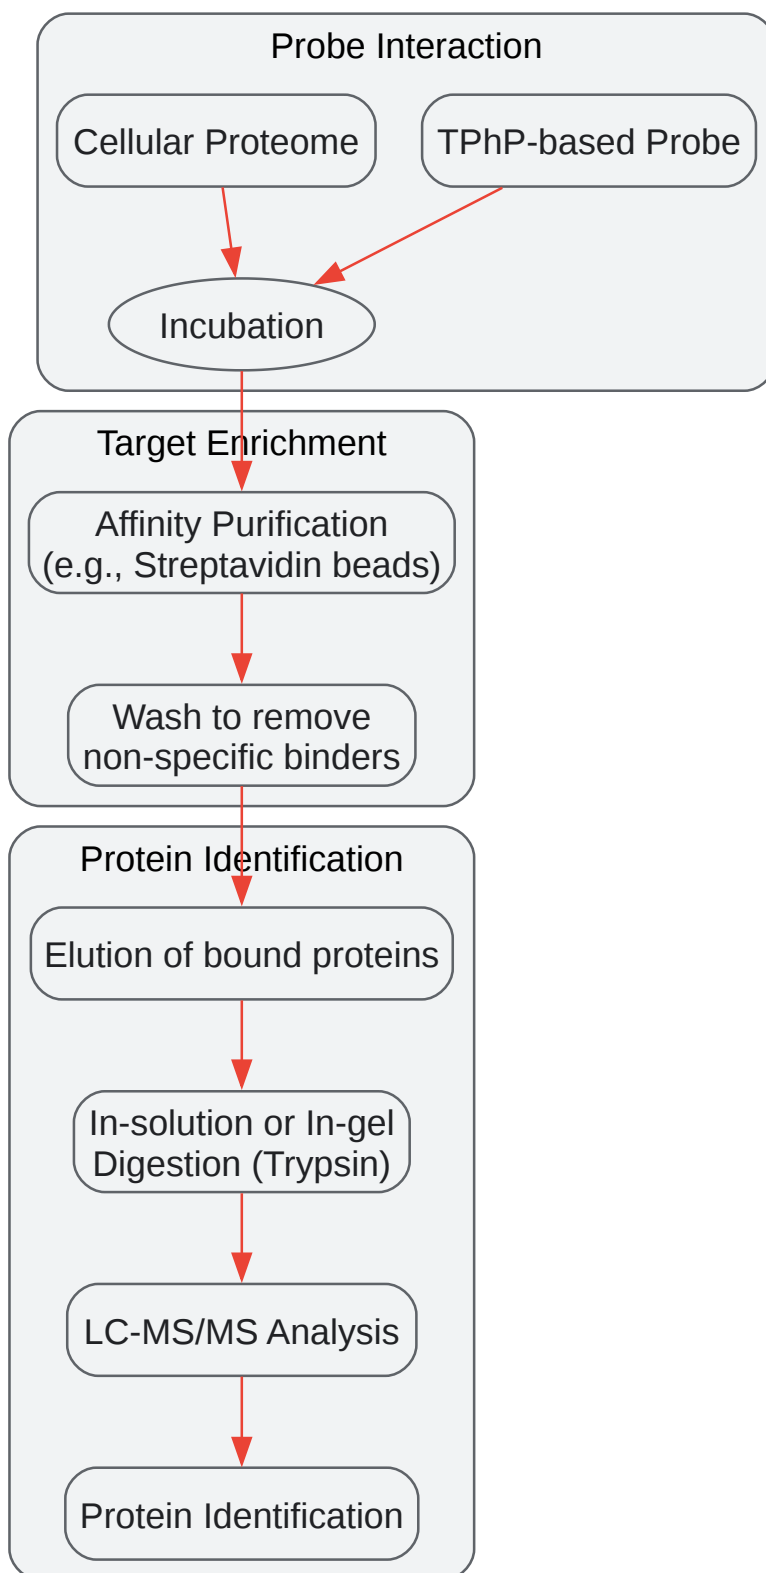 Probe Interaction
Cellular Proteome
TPhP-based Probe
Incubation
Target Enrichment
Affinity Purification
(e.g., Streptavidin beads)
Wash to remove
non-specific binders
Protein Identification
Elution of bound proteins
In-solution or In-gel
Digestion (Trypsin)
LC-MS/MS Analysis
Protein Identification